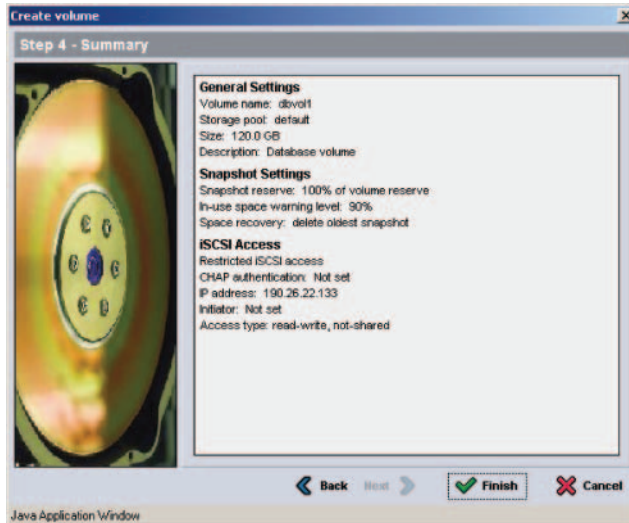 Create volume
Step 4 - Summary
General Settings
Volume name: dbvol1
Storage pool: default
Size: 120.0 GB
Description: Database volume
Snapshot Settings
Snapshot reserve: 100% of volume reserve
In-use space warning level: 90%
Space recovery: delete oldest snapshot
iSCSI Access
Restricted iSCSI access
CHAP authentication: Not set
IP address: 190.26.22.133
Initiator: Not set
Access type: read-write, not-shared
Back Next Finish Cancel
Java Application Window